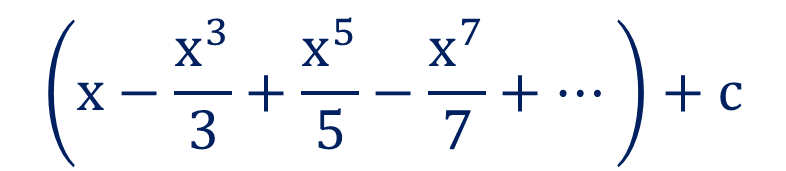 (x − x³/3 + x⁵/5 − x⁷/7 + ⋯) + c